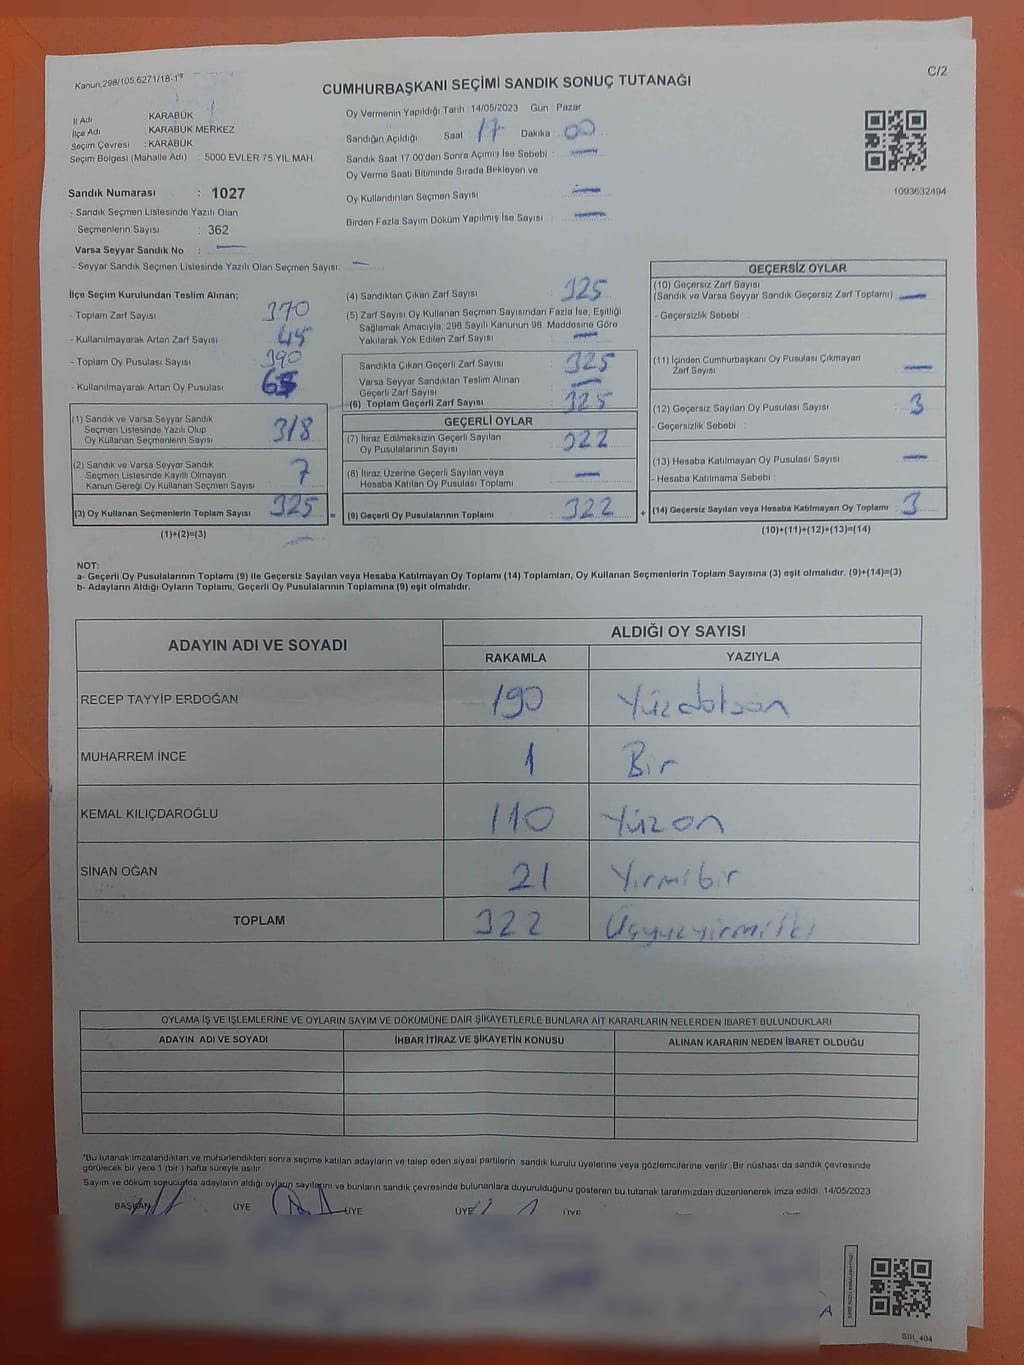 Kanun,298/105,6271/18-1
C/2
CUMHURBAŞKANI SEÇİMİ SANDIK SONUÇ TUTANAĞI
İl Adı KARABÜK
İlçe Adı KARABÜK MERKEZ
Seçim Çevresi : KARABÜK
Seçim Bölgesi (Mahalle Adı) 5000 EVLER 75.YIL MAH.
Oy Vermenin Yapıldığı Tarih 14/05/2023 Gün : Pazar
Sandığın Açıldığı Saat 17 Dakika 00
Sandık Saat 17.00'den Sonra Açılmış İse Sebebi : —
Oy Verme Saati Bitiminde Sırada Bekleyen ve
Oy Kullandırılan Seçmen Sayısı —
Birden Fazla Sayım Döküm Yapılmış İse Sayısı —
1093632494
Sandık Numarası : 1027
- Sandık Seçmen Listesinde Yazılı Olan
Seçmenlerin Sayısı : 362
Varsa Seyyar Sandık No : —
- Seyyar Sandık Seçmen Listesinde Yazılı Olan Seçmen Sayısı: —
İlçe Seçim Kurulundan Teslim Alınan;
- Toplam Zarf Sayısı 370
- Kullanılmayarak Artan Zarf Sayısı 45
- Toplam Oy Pusulası Sayısı 390
- Kullanılmayarak Artan Oy Pusulası 65
(1) Sandık ve Varsa Seyyar Sandık
Seçmen Listesinde Yazılı Olup
Oy Kullanan Seçmenlerin Sayısı 318
(2) Sandık ve Varsa Seyyar Sandık
Seçmen Listesinde Kayıtlı Olmayan
Kanun Gereği Oy Kullanan Seçmen Sayısı 7
(3) Oy Kullanan Seçmenlerin Toplam Sayısı 325 =
(1)+(2)=(3)
(4) Sandıktan Çıkan Zarf Sayısı 325
(5) Zarf Sayısı Oy Kullanan Seçmen Sayısından Fazla İse, Eşitliği
Sağlamak Amacıyla, 298 Sayılı Kanunun 98. Maddesine Göre
Yakılarak Yok Edilen Zarf Sayısı —
Sandıkta Çıkan Geçerli Zarf Sayısı 325
Varsa Seyyar Sandıktan Teslim Alınan
Geçerli Zarf Sayısı —
(6) Toplam Geçerli Zarf Sayısı 325
GEÇERLİ OYLAR
(7) İtiraz Edilmeksizin Geçerli Sayılan
Oy Pusulalarının Sayısı 322
(8) İtiraz Üzerine Geçerli Sayılan veya
Hesaba Katılan Oy Pusulası Toplamı —
(9) Geçerli Oy Pusulalarının Toplamı 322 +
GEÇERSİZ OYLAR
(10) Geçersiz Zarf Sayısı
(Sandık ve Varsa Seyyar Sandık Geçersiz Zarf Toplamı) —
- Geçersizlik Sebebi :
(11) İçinden Cumhurbaşkanı Oy Pusulası Çıkmayan
Zarf Sayısı —
(12) Geçersiz Sayılan Oy Pusulası Sayısı 3
- Geçersizlik Sebebi :
(13) Hesaba Katılmayan Oy Pusulası Sayısı —
- Hesaba Katılmama Sebebi :
(14) Geçersiz Sayılan veya Hesaba Katılmayan Oy Toplamı 3
(10)+(11)+(12)+(13)=(14)
NOT:
a- Geçerli Oy Pusulalarının Toplamı (9) ile Geçersiz Sayılan veya Hesaba Katılmayan Oy Toplamı (14) Toplamları, Oy Kullanan Seçmenlerin Toplam Sayısına (3) eşit olmalıdır. (9)+(14)=(3)
b- Adayların Aldığı Oyların Toplamı, Geçerli Oy Pusulalarının Toplamına (9) eşit olmalıdır.
ADAYIN ADI VE SOYADI ALDIĞI OY SAYISI
RAKAMLA YAZIYLA
RECEP TAYYİP ERDOĞAN 190 Yüzdoksan
MUHARREM İNCE 1 Bir
KEMAL KILIÇDAROĞLU 110 Yüzon
SİNAN OĞAN 21 Yirmibir
TOPLAM 322 Üçyüzyirmiiki
OYLAMA İŞ VE İŞLEMLERİNE VE OYLARIN SAYIM VE DÖKÜMÜNE DAİR ŞİKAYETLERLE BUNLARA AİT KARARLARIN NELERDEN İBARET BULUNDUKLARI
ADAYIN ADI VE SOYADI İHBAR İTİRAZ VE ŞİKAYETİN KONUSU ALINAN KARARIN NEDEN İBARET OLDUĞU
*Bu tutanak imzalandıktan ve mühürlendikten sonra seçime katılan adayların ve talep eden siyasi partilerin sandık kurulu üyelerine veya gözlemcilerine verilir. Bir nüshası da sandık çevresinde
görülecek bir yere 1 (bir ) hafta süreyle asılır.
Sayım ve döküm sonucunda adayların aldığı oyların sayılarını ve bunların sandık çevresinde bulunanlara duyurulduğunu gösteren bu tutanak tarafımızdan düzenlenerek imza edildi. 14/05/2023
BAŞKAN ÜYE ÜYE ÜYE ÜYE